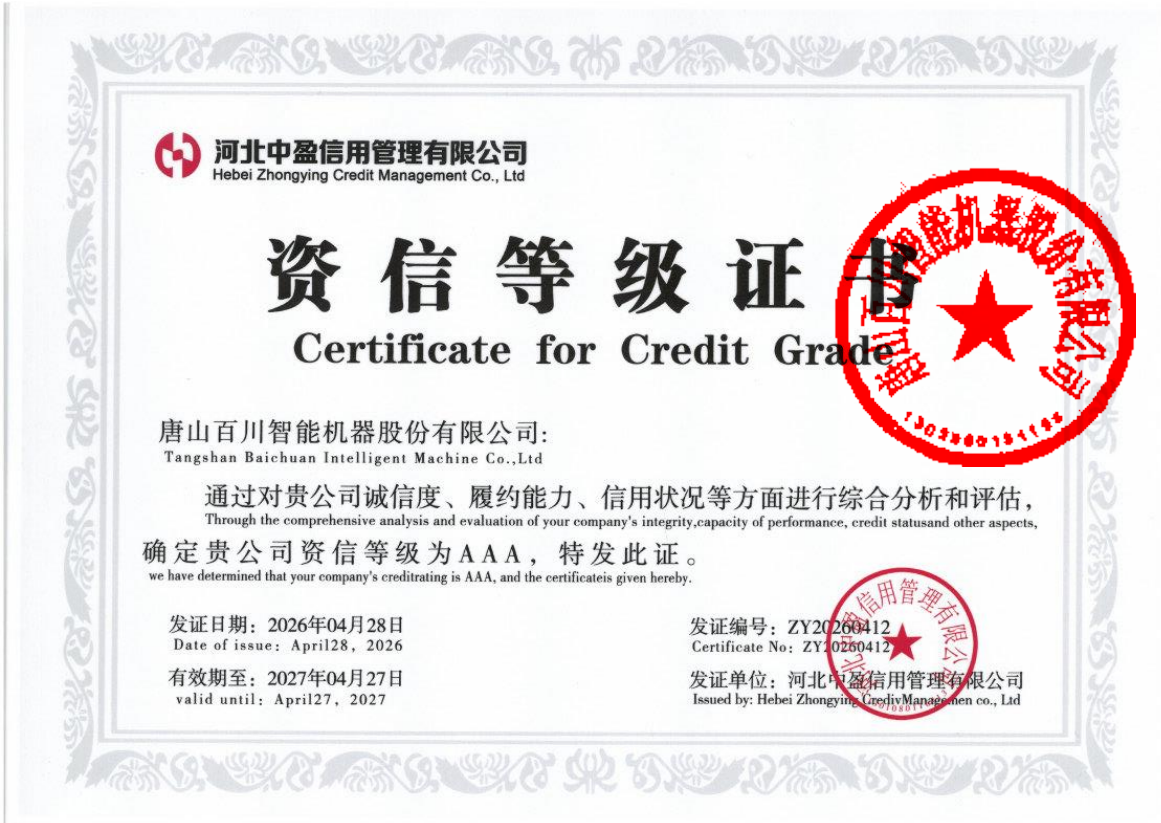 河北中盈信用管理有限公司
Hebei Zhongying Credit Management Co., Ltd
资信等级证书
Certificate for Credit Grade
唐山百川智能机器股份有限公司
唐山百川智能机器股份有限公司:
Tangshan Baichuan Intelligent Machine Co.,Ltd
通过对贵公司诚信度、履约能力、信用状况等方面进行综合分析和评估，
Through the comprehensive analysis and evaluation of your company's integrity,capacity of performance, credit statusand other aspects,
确定贵公司资信等级为AAA，特发此证。
we have determined that your company's creditrating is AAA, and the certificateis given hereby.
发证日期：2026年04月28日
Date of issue: April28, 2026
有效期至：2027年04月27日
valid until: April27, 2027
发证编号：ZY20260412
Certificate No: ZY20260412
发证单位：河北中盈信用管理有限公司
Issued by: Hebei Zhongying CredivManagemen co., Ltd
河北中盈信用管理有限公司